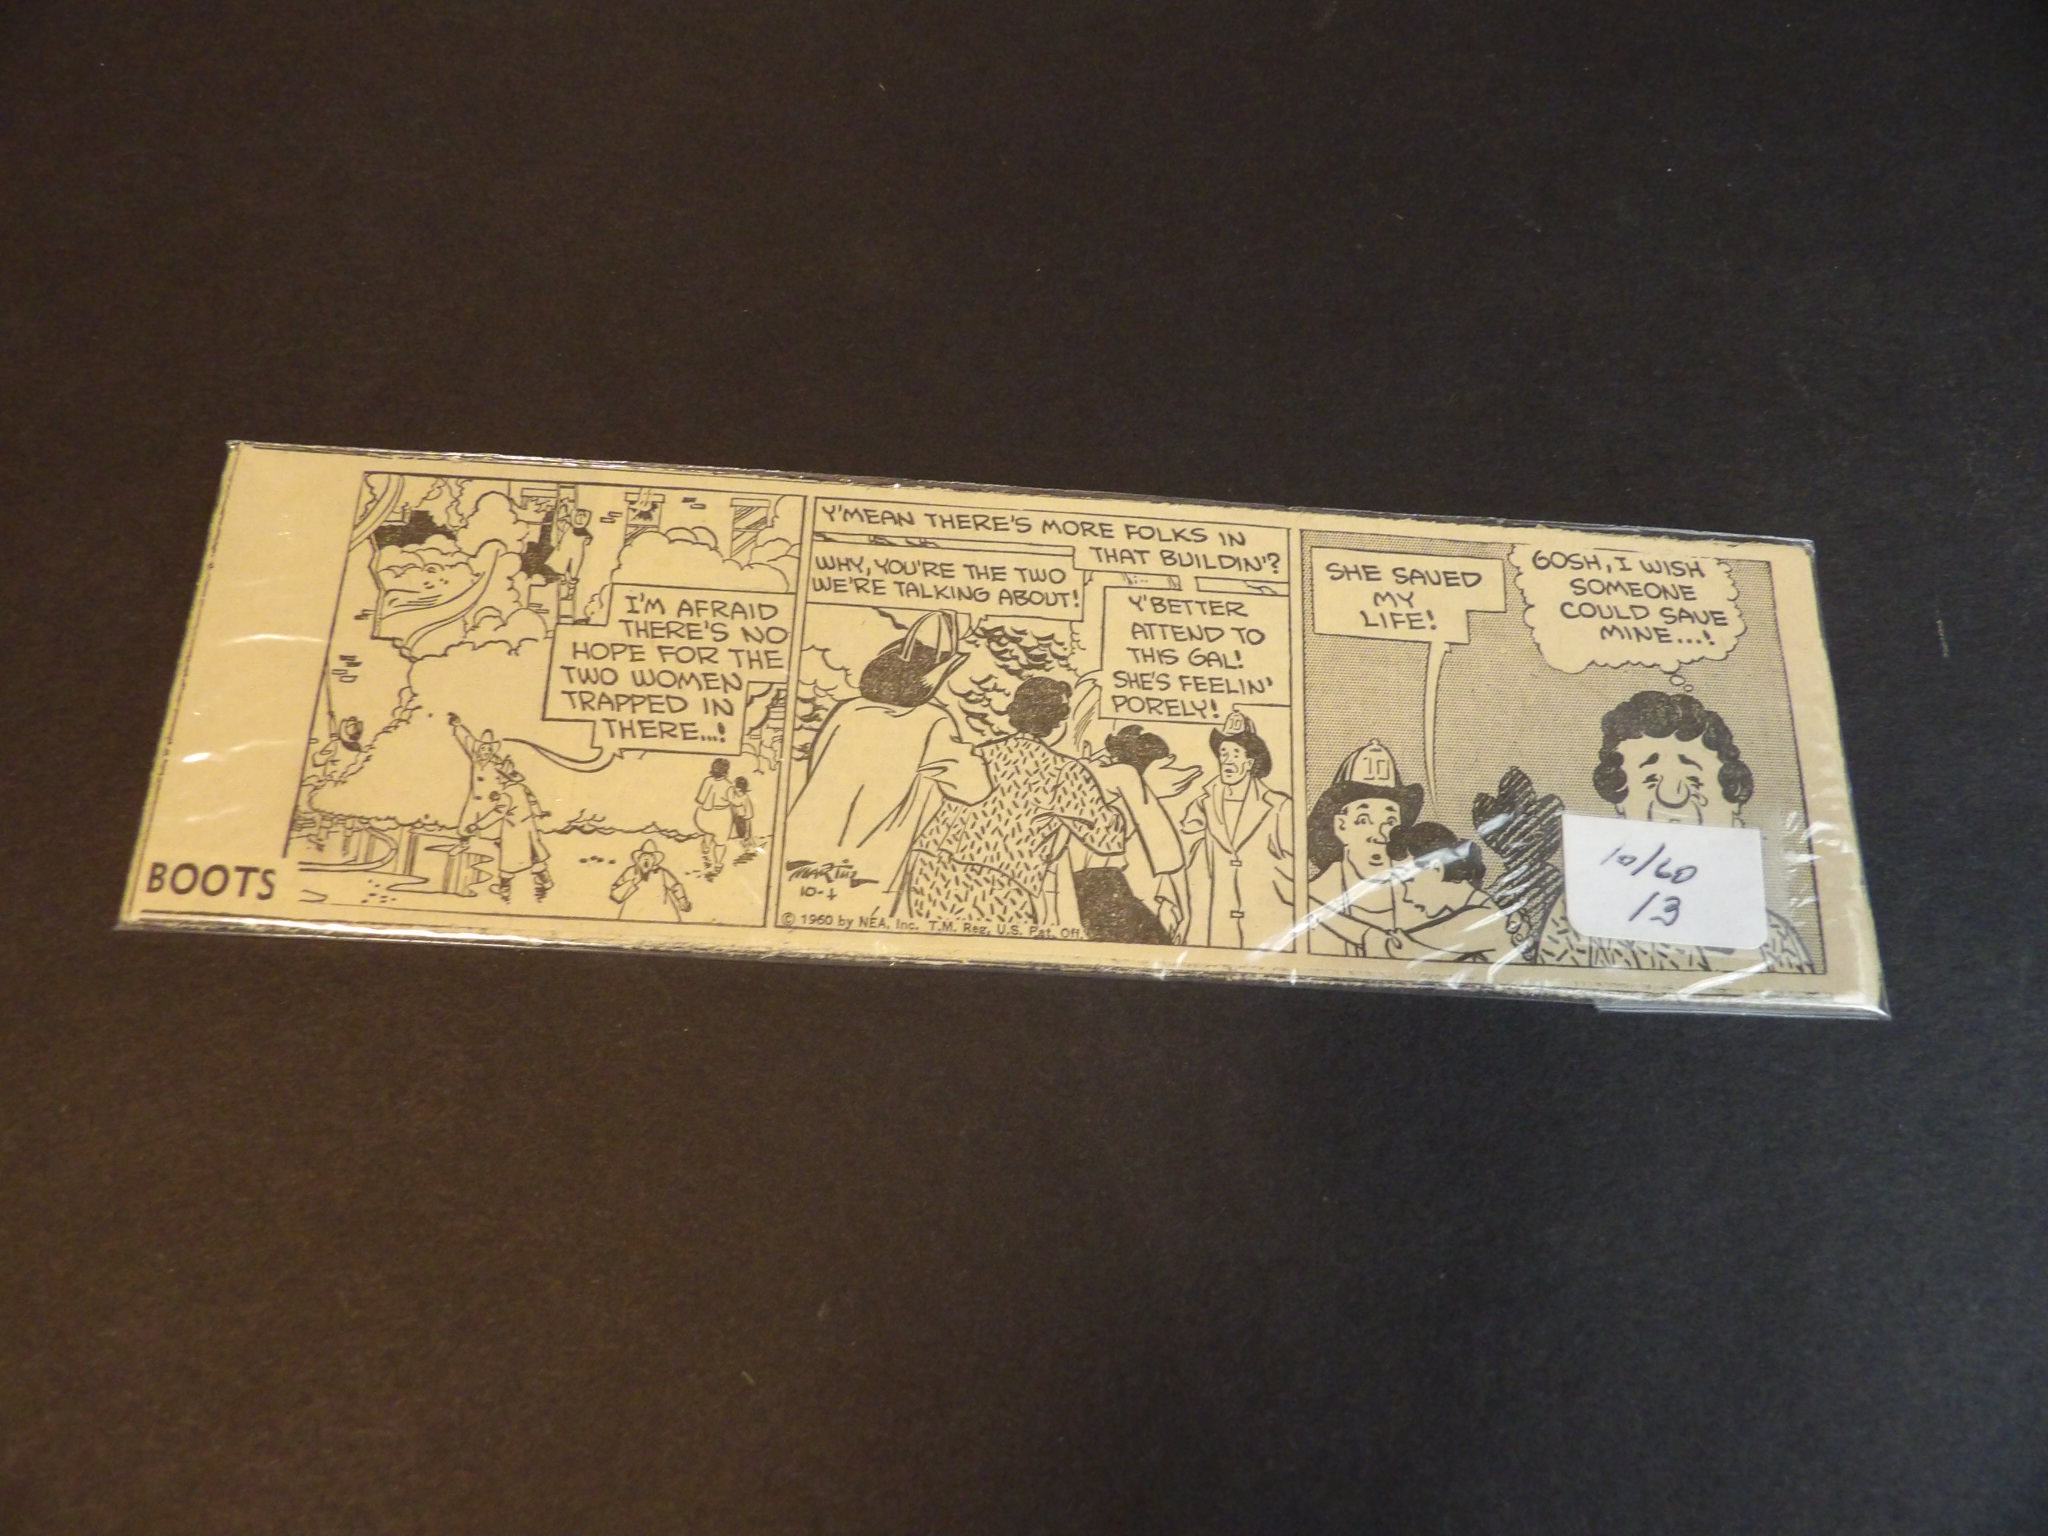 BOOTS
I'M AFRAID
THERE'S NO
HOPE FOR THE
TWO WOMEN
TRAPPED IN
THERE...!
Y'MEAN THERE'S MORE FOLKS IN
THAT BUILDIN'?
WHY, YOU'RE THE TWO
WE'RE TALKING ABOUT!
Y'BETTER
ATTEND TO
THIS GAL!
SHE'S FEELIN'
PORELY!
10
MARTIN
10-1
© 1960 by NEA, Inc. T.M. Reg. U.S. Pat. Off.
SHE SAVED
MY
LIFE!
GOSH, I WISH
SOMEONE
COULD SAVE
MINE...!
10
10/60
13